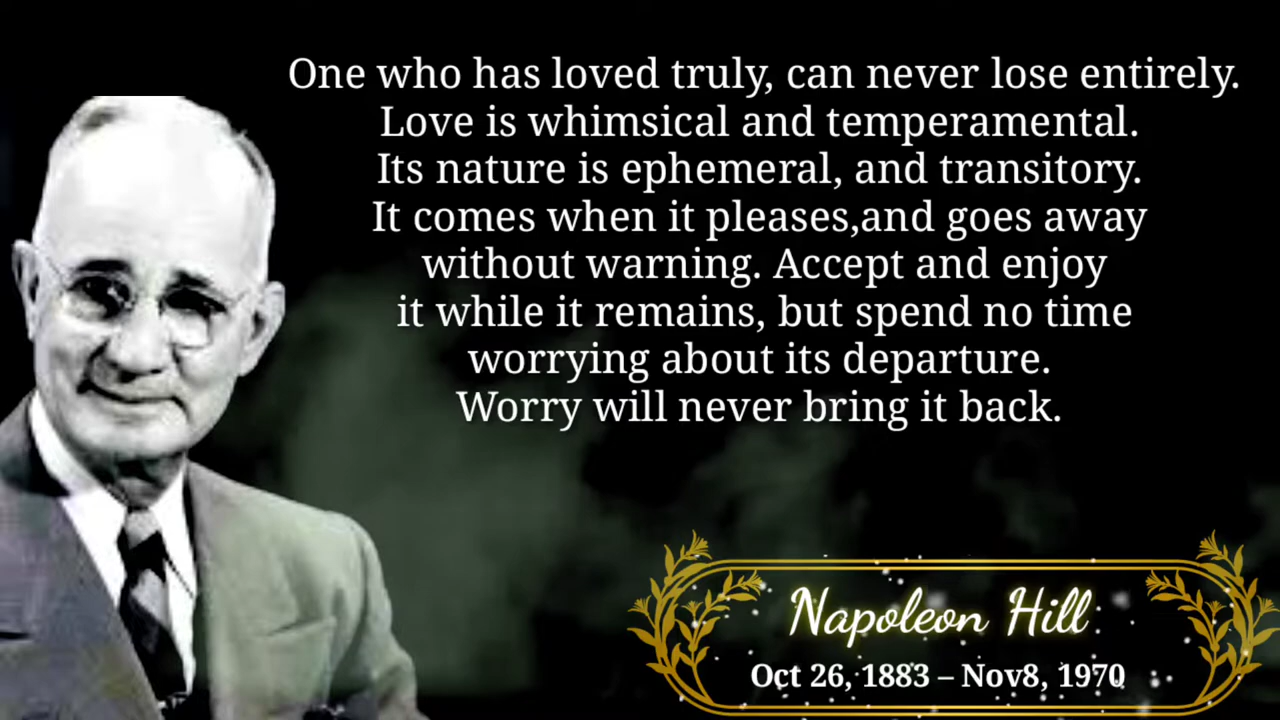 One who has loved truly, can never lose entirely.
Love is whimsical and temperamental.
Its nature is ephemeral, and transitory.
It comes when it pleases,and goes away
without warning. Accept and enjoy
it while it remains, but spend no time
worrying about its departure.
Worry will never bring it back.
Napoleon Hill
Oct 26, 1883 – Nov8, 1970